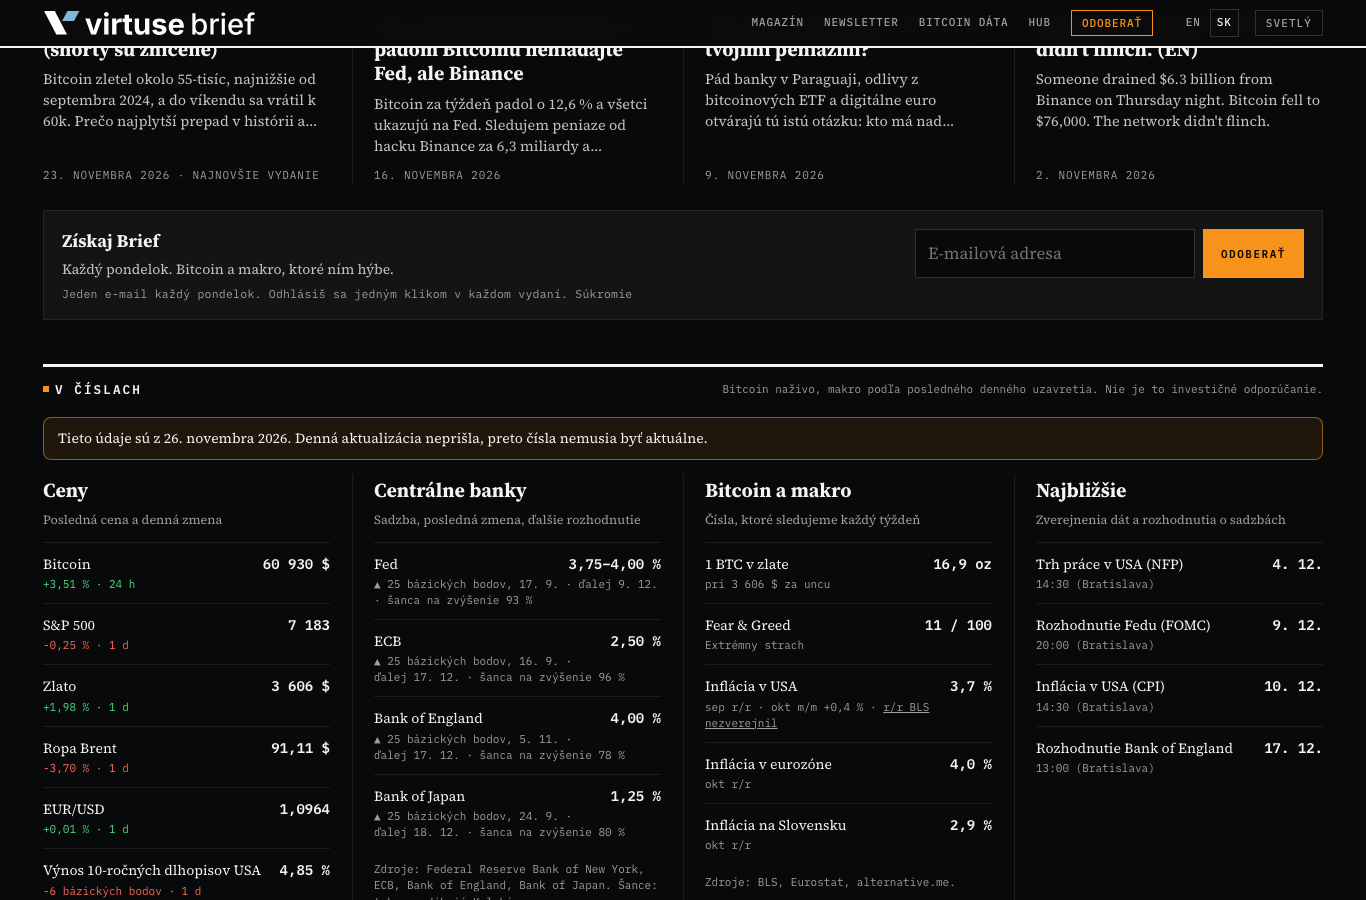 virtuse brief
MAGAZÍN NEWSLETTER BITCOIN DÁTA HUB ODOBERAŤ EN SK SVETLÝ
(shorty sú zničené)
Bitcoin zletel okolo 55-tisíc, najnižšie od
septembra 2024, a do víkendu sa vrátil k
60k. Prečo najplytší prepad v histórii a...
23. NOVEMBRA 2026 · NAJNOVŠIE VYDANIE
pádom Bitcoinu nehľadajte
Fed, ale Binance
Bitcoin za týždeň padol o 12,6 % a všetci
ukazujú na Fed. Sledujem peniaze od
hacku Binance za 6,3 miliardy a...
16. NOVEMBRA 2026
tvojimi peniazmi?
Pád banky v Paraguaji, odlivy z
bitcoinových ETF a digitálne euro
otvárajú tú istú otázku: kto má nad...
9. NOVEMBRA 2026
didn't flinch. (EN)
Someone drained $6.3 billion from
Binance on Thursday night. Bitcoin fell to
$76,000. The network didn't flinch.
2. NOVEMBRA 2026
Získaj Brief
Každý pondelok. Bitcoin a makro, ktoré ním hýbe.
Jeden e-mail každý pondelok. Odhlásiš sa jedným klikom v každom vydaní. Súkromie
E-mailová adresa
ODOBERAŤ
V ČÍSLACH
Bitcoin naživo, makro podľa posledného denného uzavretia. Nie je to investičné odporúčanie.
Tieto údaje sú z 26. novembra 2026. Denná aktualizácia neprišla, preto čísla nemusia byť aktuálne.
Ceny
Posledná cena a denná zmena
Bitcoin 60 930 $
+3,51 % · 24 h
S&P 500 7 183
-0,25 % · 1 d
Zlato 3 606 $
+1,98 % · 1 d
Ropa Brent 91,11 $
-3,70 % · 1 d
EUR/USD 1,0964
+0,01 % · 1 d
Výnos 10-ročných dlhopisov USA 4,85 %
-6 bázických bodov · 1 d
Centrálne banky
Sadzba, posledná zmena, ďalšie rozhodnutie
Fed 3,75–4,00 %
▲ 25 bázických bodov, 17. 9. · ďalej 9. 12.
· šanca na zvýšenie 93 %
ECB 2,50 %
▲ 25 bázických bodov, 16. 9. ·
ďalej 17. 12. · šanca na zvýšenie 96 %
Bank of England 4,00 %
▲ 25 bázických bodov, 5. 11. ·
ďalej 17. 12. · šanca na zvýšenie 78 %
Bank of Japan 1,25 %
▲ 25 bázických bodov, 24. 9. ·
ďalej 18. 12. · šanca na zvýšenie 80 %
Zdroje: Federal Reserve Bank of New York,
ECB, Bank of England, Bank of Japan. Šance:
Bitcoin a makro
Čísla, ktoré sledujeme každý týždeň
1 BTC v zlate 16,9 oz
pri 3 606 $ za uncu
Fear & Greed 11 / 100
Extrémny strach
Inflácia v USA 3,7 %
sep r/r · okt m/m +0,4 % · r/r BLS
nezverejnil
Inflácia v eurozóne 4,0 %
okt r/r
Inflácia na Slovensku 2,9 %
okt r/r
Zdroje: BLS, Eurostat, alternative.me.
Najbližšie
Zverejnenia dát a rozhodnutia o sadzbách
Trh práce v USA (NFP) 4. 12.
14:30 (Bratislava)
Rozhodnutie Fedu (FOMC) 9. 12.
20:00 (Bratislava)
Inflácia v USA (CPI) 10. 12.
14:30 (Bratislava)
Rozhodnutie Bank of England 17. 12.
13:00 (Bratislava)